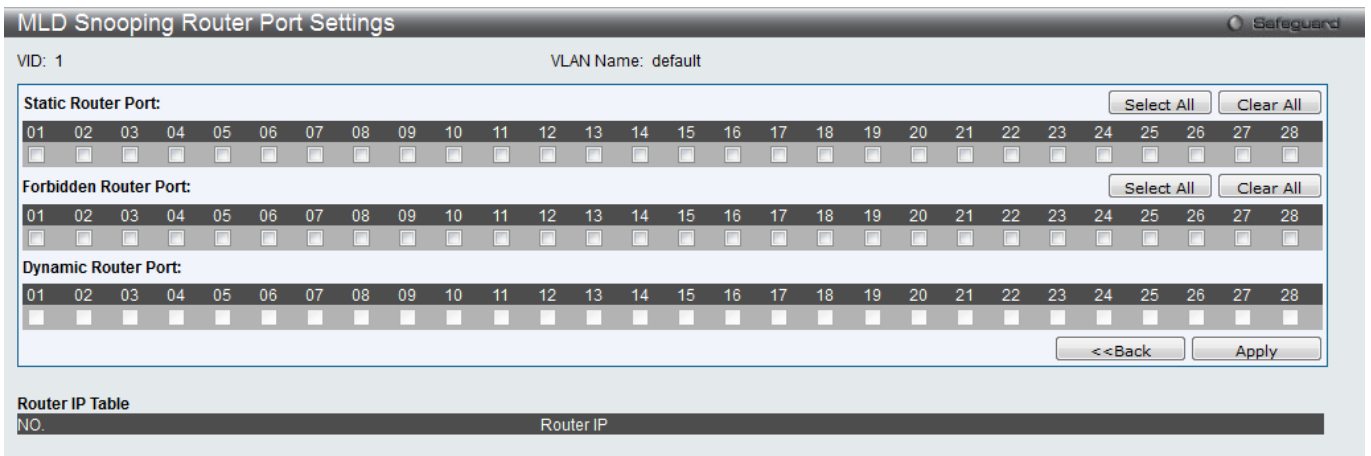 MLD Snooping Router Port Settings Safeguard
VID: 1 VLAN Name: default
Static Router Port: Select All Clear All
01 02 03 04 05 06 07 08 09 10 11 12 13 14 15 16 17 18 19 20 21 22 23 24 25 26 27 28
Forbidden Router Port: Select All Clear All
01 02 03 04 05 06 07 08 09 10 11 12 13 14 15 16 17 18 19 20 21 22 23 24 25 26 27 28
Dynamic Router Port:
01 02 03 04 05 06 07 08 09 10 11 12 13 14 15 16 17 18 19 20 21 22 23 24 25 26 27 28
<<Back Apply
Router IP Table
NO. Router IP